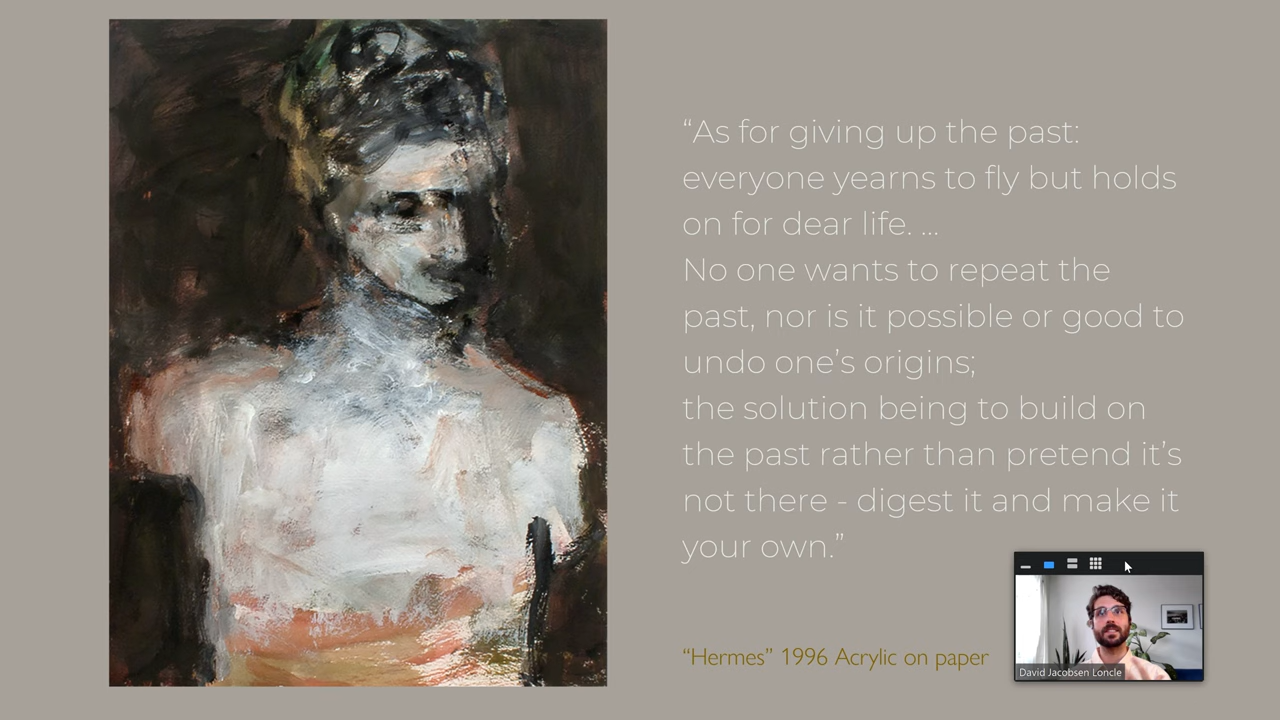 “As for giving up the past:
everyone yearns to fly but holds
on for dear life. ...
No one wants to repeat the
past, nor is it possible or good to
undo one’s origins;
the solution being to build on
the past rather than pretend it’s
not there - digest it and make it
your own.”
“Hermes” 1996 Acrylic on paper
David Jacobsen Loncle